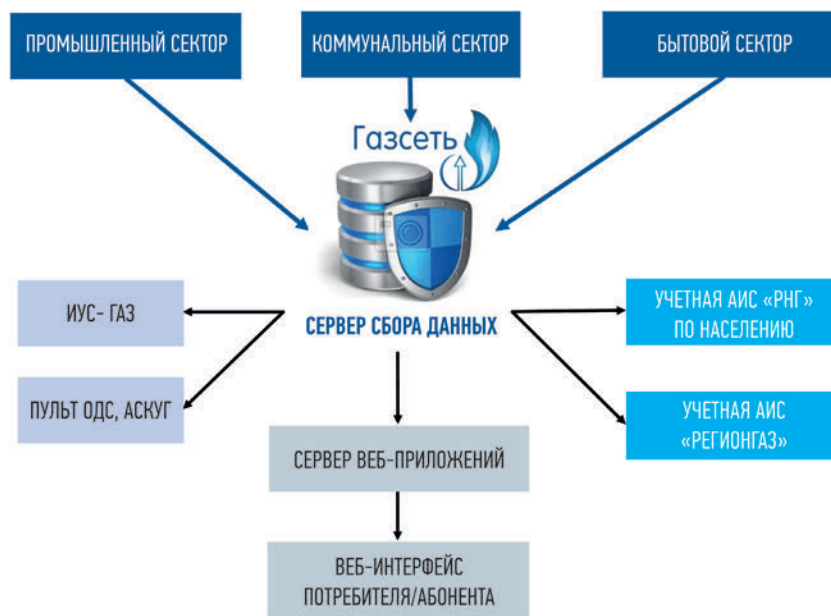 ПРОМЫШЛЕННЫЙ СЕКТОР
КОММУНАЛЬНЫЙ СЕКТОР
БЫТОВОЙ СЕКТОР
Газсеть
СЕРВЕР СБОРА ДАННЫХ
ИУС- ГАЗ
ПУЛЬТ ОДС, АСКУГ
УЧЕТНАЯ АИС «РНГ»
ПО НАСЕЛЕНИЮ
УЧЕТНАЯ АИС
«РЕГИОНГАЗ»
СЕРВЕР ВЕБ-ПРИЛОЖЕНИЙ
ВЕБ-ИНТЕРФЕЙС
ПОТРЕБИТЕЛЯ/АБОНЕНТА